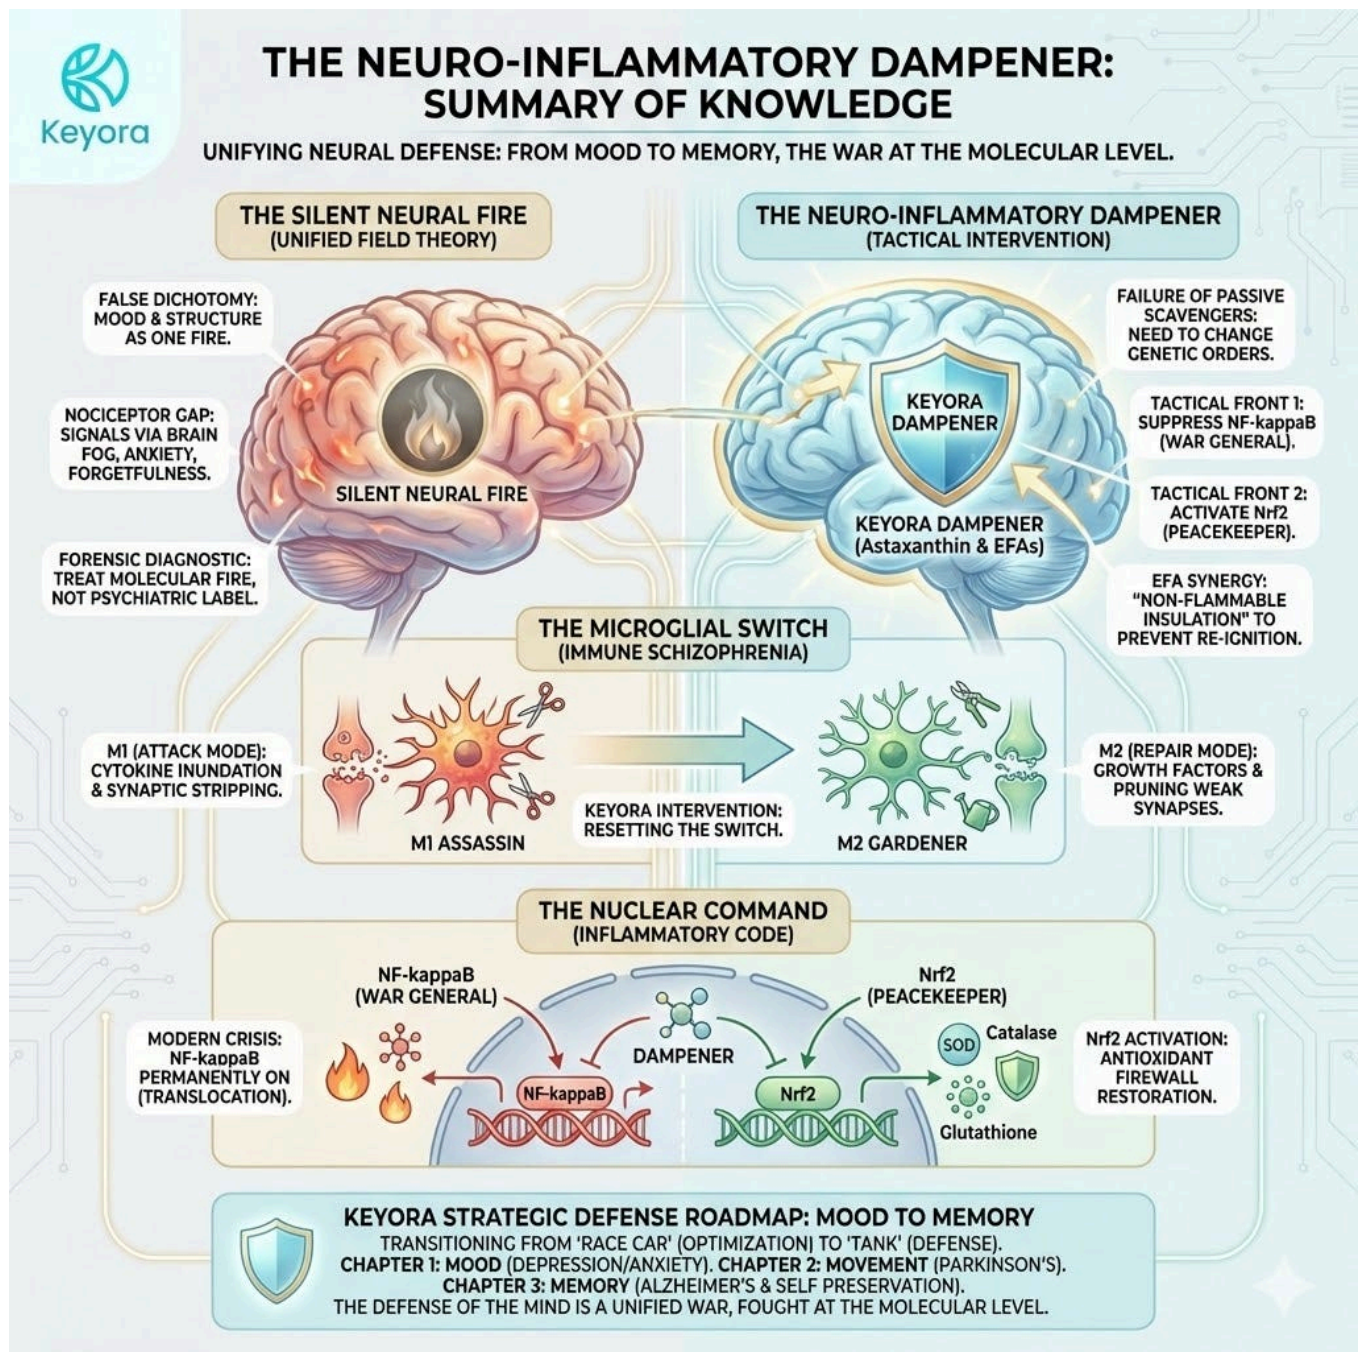 Keyora
THE NEURO-INFLAMMATORY DAMPENER:
SUMMARY OF KNOWLEDGE
UNIFYING NEURAL DEFENSE: FROM MOOD TO MEMORY, THE WAR AT THE MOLECULAR LEVEL.
THE SILENT NEURAL FIRE
(UNIFIED FIELD THEORY)
FALSE DICHOTOMY:
MOOD & STRUCTURE
AS ONE FIRE.
NOCICEPTOR GAP:
SIGNALS VIA BRAIN
FOG, ANXIETY,
FORGETFULNESS.
FORENSIC DIAGNOSTIC:
TREAT MOLECULAR FIRE,
NOT PSYCHIATRIC LABEL.
SILENT NEURAL FIRE
THE NEURO-INFLAMMATORY DAMPENER
(TACTICAL INTERVENTION)
KEYORA
DAMPENER
KEYORA DAMPENER
(Astaxanthin & EFAs)
FAILURE OF PASSIVE
SCAVENGERS:
NEED TO CHANGE
GENETIC ORDERS.
TACTICAL FRONT 1:
SUPPRESS NF-kappaB
(WAR GENERAL).
TACTICAL FRONT 2:
ACTIVATE Nrf2
(PEACEKEEPER).
EFA SYNERGY:
"NON-FLAMMABLE
INSULATION" TO
PREVENT RE-IGNITION.
THE MICROGLIAL SWITCH
(IMMUNE SCHIZOPHRENIA)
M1 (ATTACK MODE):
CYTOKINE INUNDATION
& SYNAPTIC STRIPPING.
M1 ASSASSIN
KEYORA INTERVENTION:
RESETTING THE SWITCH.
M2 GARDENER
M2 (REPAIR MODE):
GROWTH FACTORS &
PRUNING WEAK
SYNAPSES.
THE NUCLEAR COMMAND
(INFLAMMATORY CODE)
MODERN CRISIS:
NF-kappaB
PERMANENTLY ON
(TRANSLOCATION).
NF-kappaB
(WAR GENERAL)
DAMPENER
Nrf2
(PEACEKEEPER)
NF-kappaB
Nrf2
SOD
Catalase
Glutathione
Nrf2 ACTIVATION:
ANTIOXIDANT
FIREWALL
RESTORATION.
KEYORA STRATEGIC DEFENSE ROADMAP: MOOD TO MEMORY
TRANSITIONING FROM 'RACE CAR' (OPTIMIZATION) TO 'TANK' (DEFENSE).
CHAPTER 1: MOOD (DEPRESSION/ANXIETY). CHAPTER 2: MOVEMENT (PARKINSON'S).
CHAPTER 3: MEMORY (ALZHEIMER'S & SELF PRESERVATION).
THE DEFENSE OF THE MIND IS A UNIFIED WAR, FOUGHT AT THE MOLECULAR LEVEL.